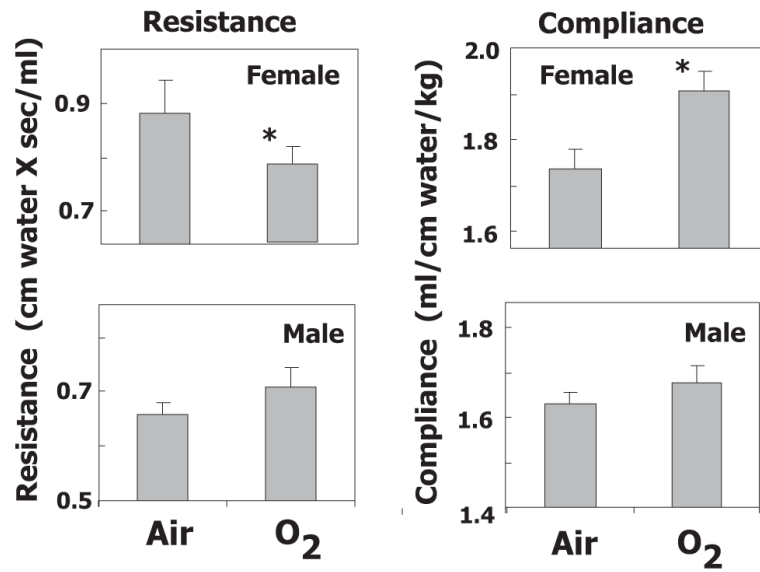 Resistance
Compliance
Resistance (cm water X sec/ml)
Female
*
0.9
0.7
Male
0.7
0.5
Air
O2
Compliance (ml/cm water/kg)
Female
*
2.0
1.8
1.6
Male
1.8
1.6
1.4
Air
O2